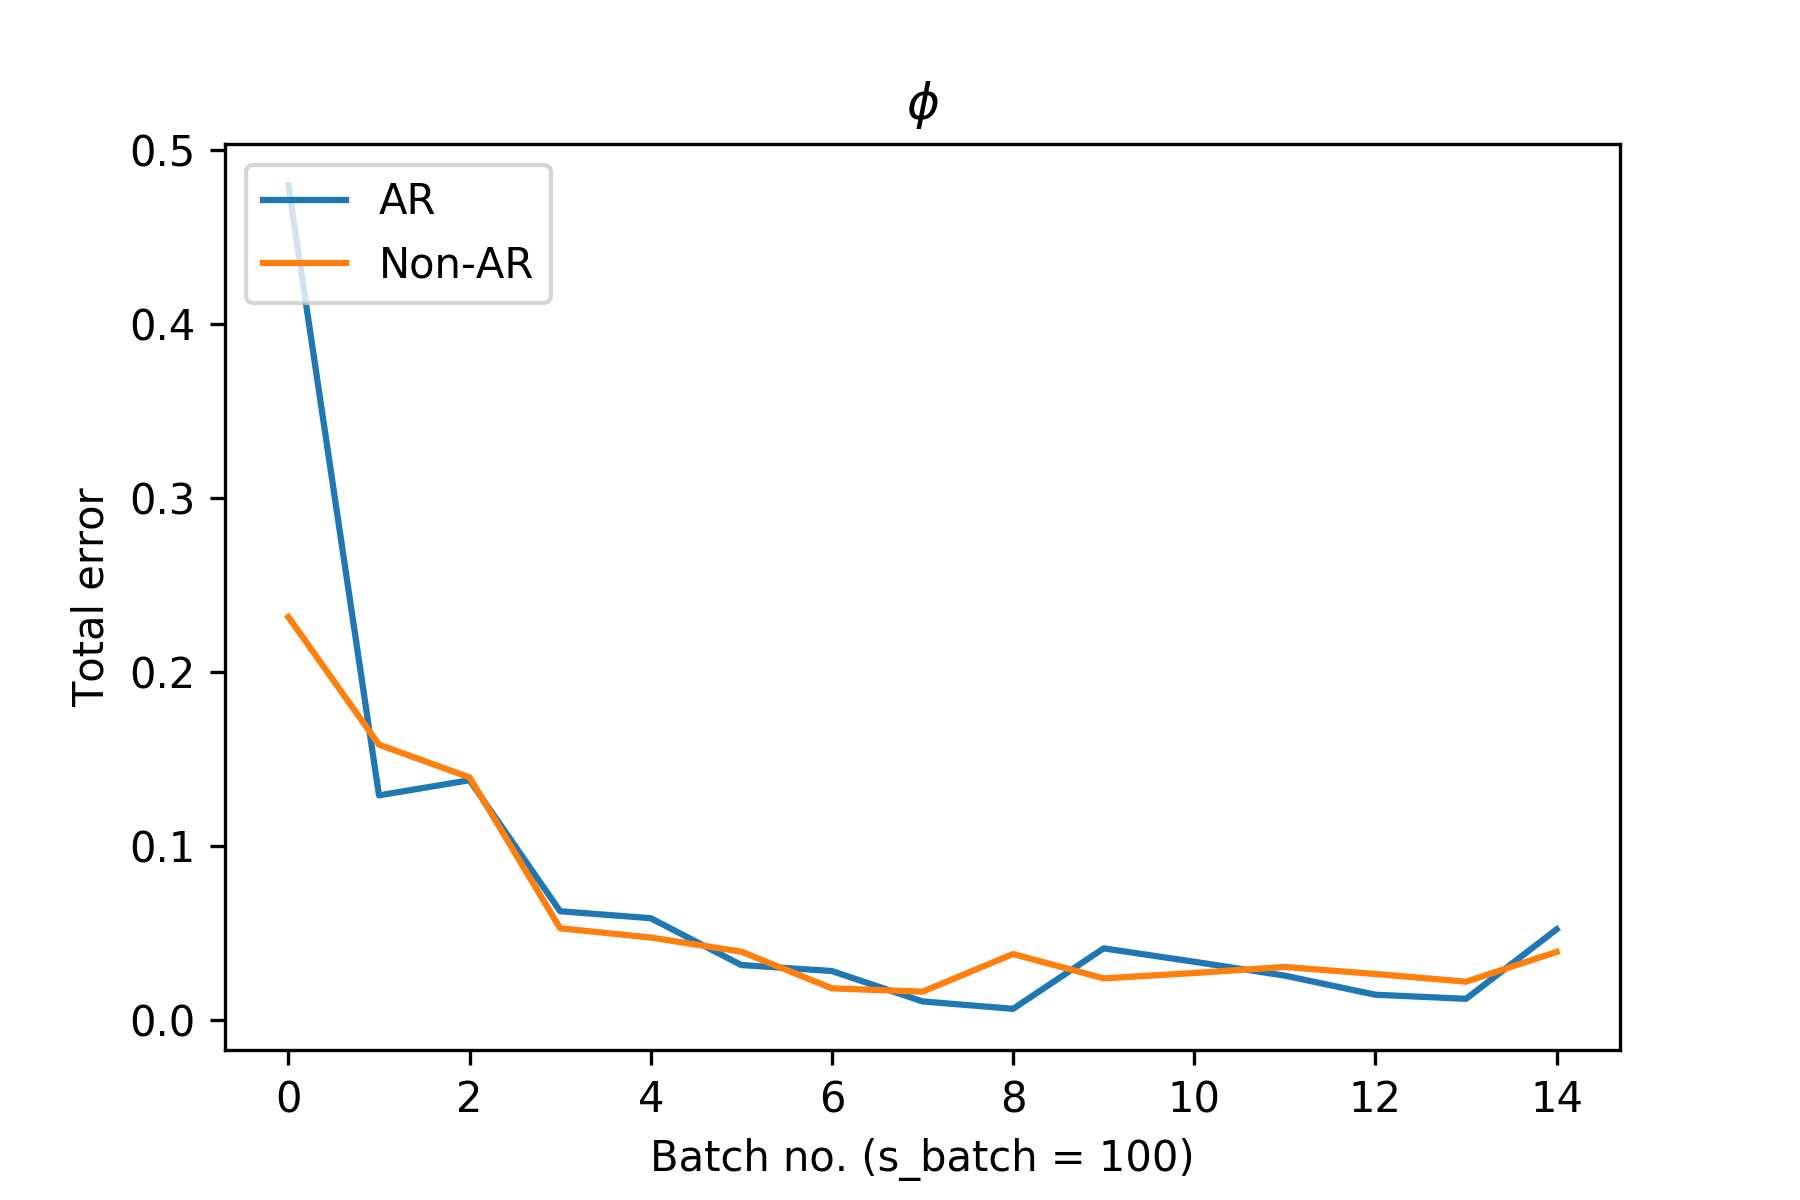 ϕ
0.5
0.4
0.3
0.2
0.1
0.0
Total error
AR
Non-AR
0 2 4 6 8 10 12 14
Batch no. (s_batch = 100)